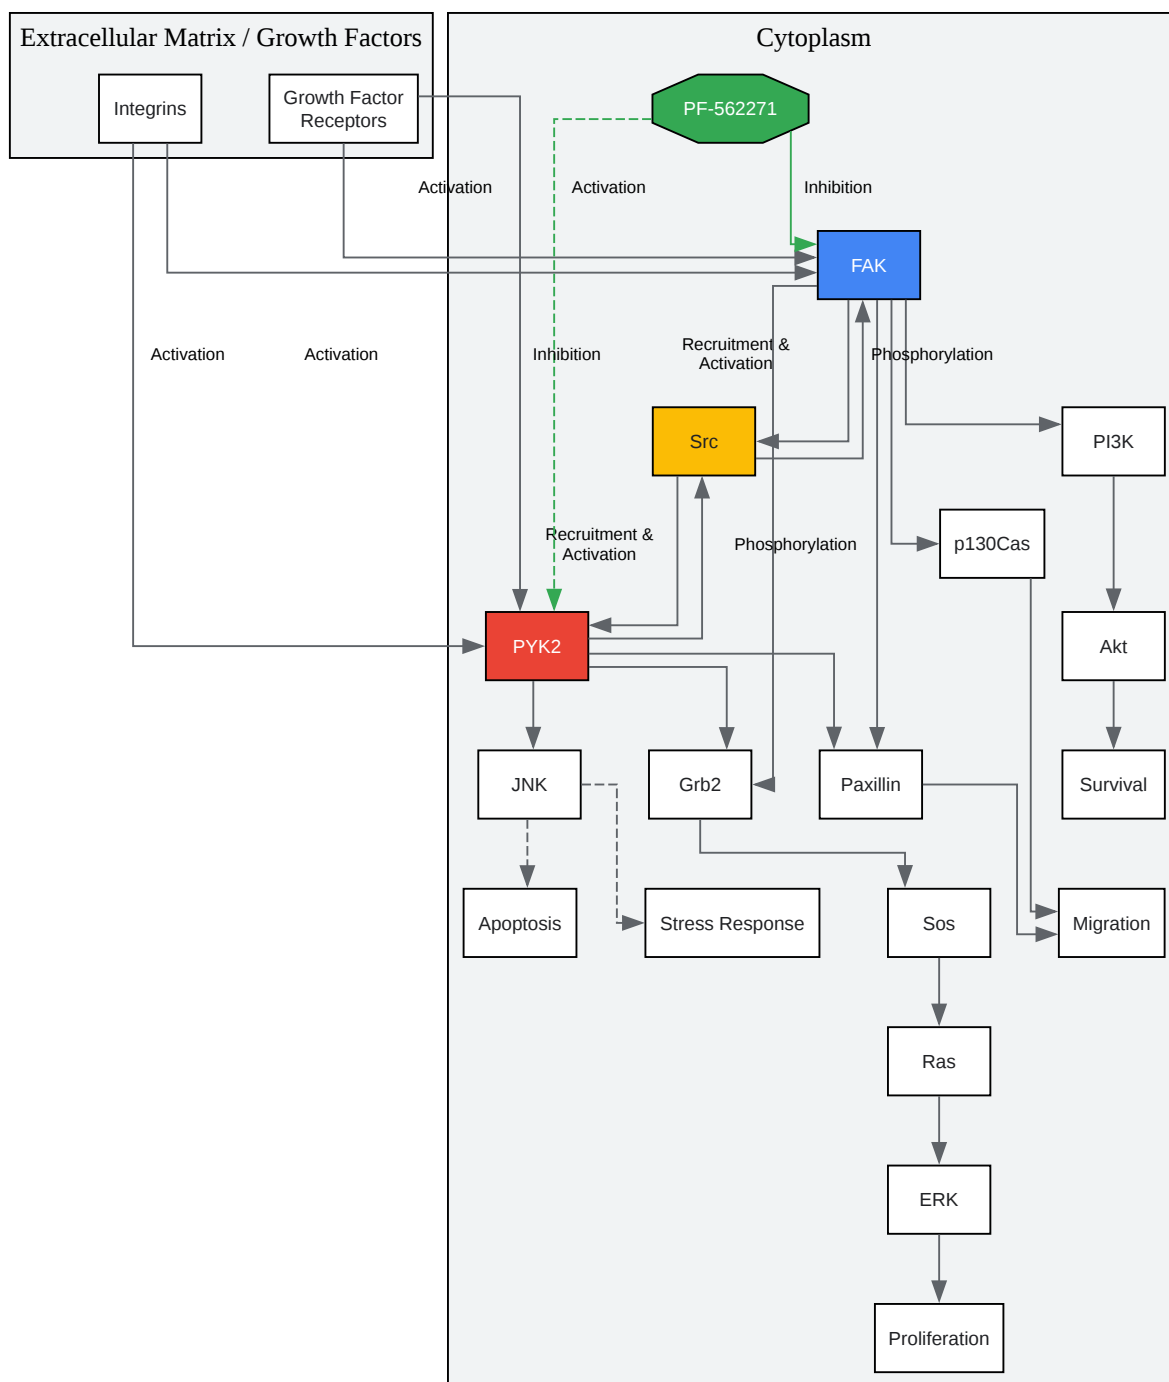 Extracellular Matrix / Growth Factors
Cytoplasm
Integrins
Growth Factor
Receptors
PF-562271
Activation
Activation
Inhibition
FAK
Activation
Activation
Inhibition
Recruitment &
Activation
Phosphorylation
Src
PI3K
p130Cas
Recruitment &
Activation
Phosphorylation
PYK2
Akt
JNK
Grb2
Paxillin
Survival
Apoptosis
Stress Response
Sos
Migration
Ras
ERK
Proliferation